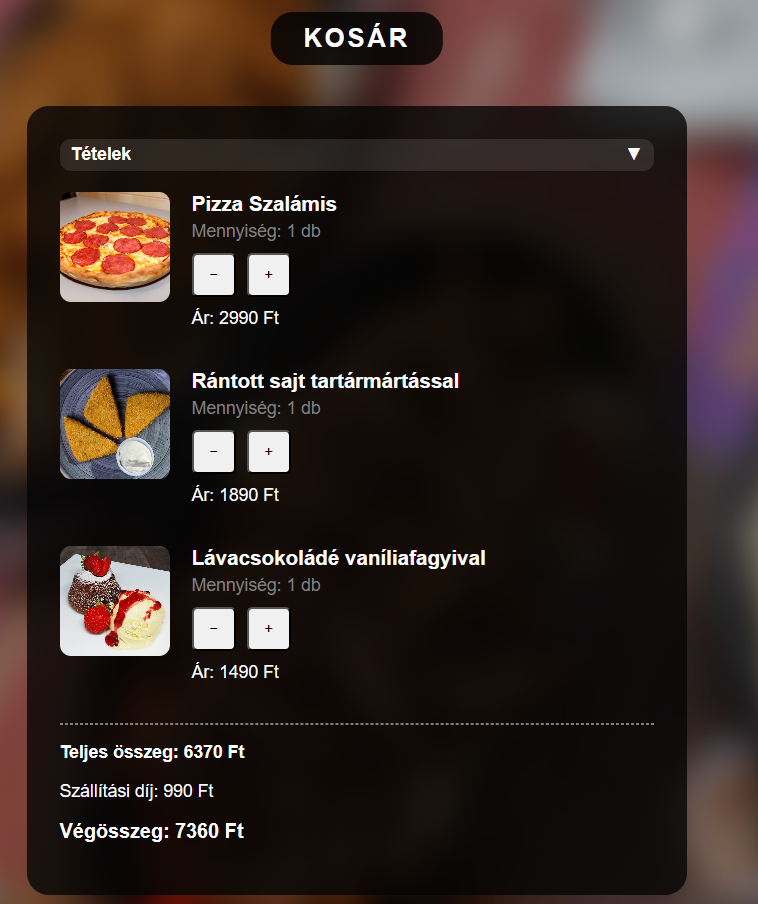 KOSÁR
Tételek ▼
Pizza Szalámis
Mennyiség: 1 db
− +
Ár: 2990 Ft
Rántott sajt tartármártással
Mennyiség: 1 db
− +
Ár: 1890 Ft
Lávacsokoládé vaníliafagyival
Mennyiség: 1 db
− +
Ár: 1490 Ft
Teljes összeg: 6370 Ft
Szállítási díj: 990 Ft
Végösszeg: 7360 Ft